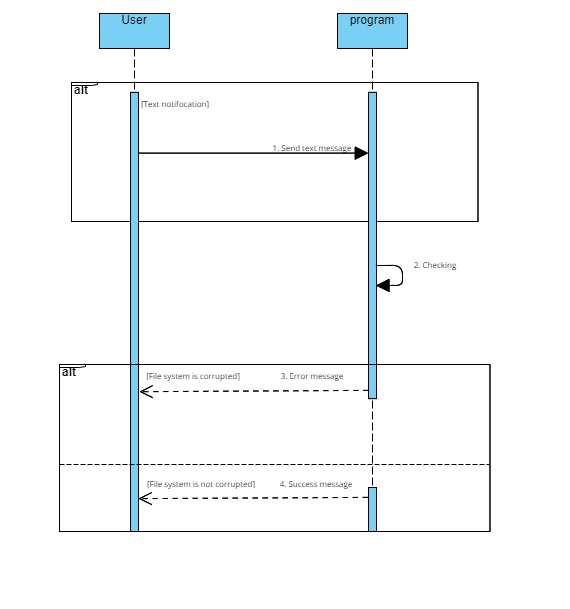 User
program
alt
[Text notifocation]
1. Send text message
2. Checking
alt
[File system is corrupted]
3. Error message
[File system is not corrupted]
4. Success message